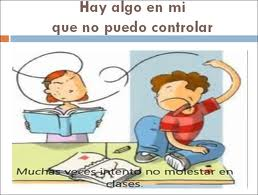 Hay algo en mi
que no puedo controlar
Muchas veces intento no molestar en
clases.